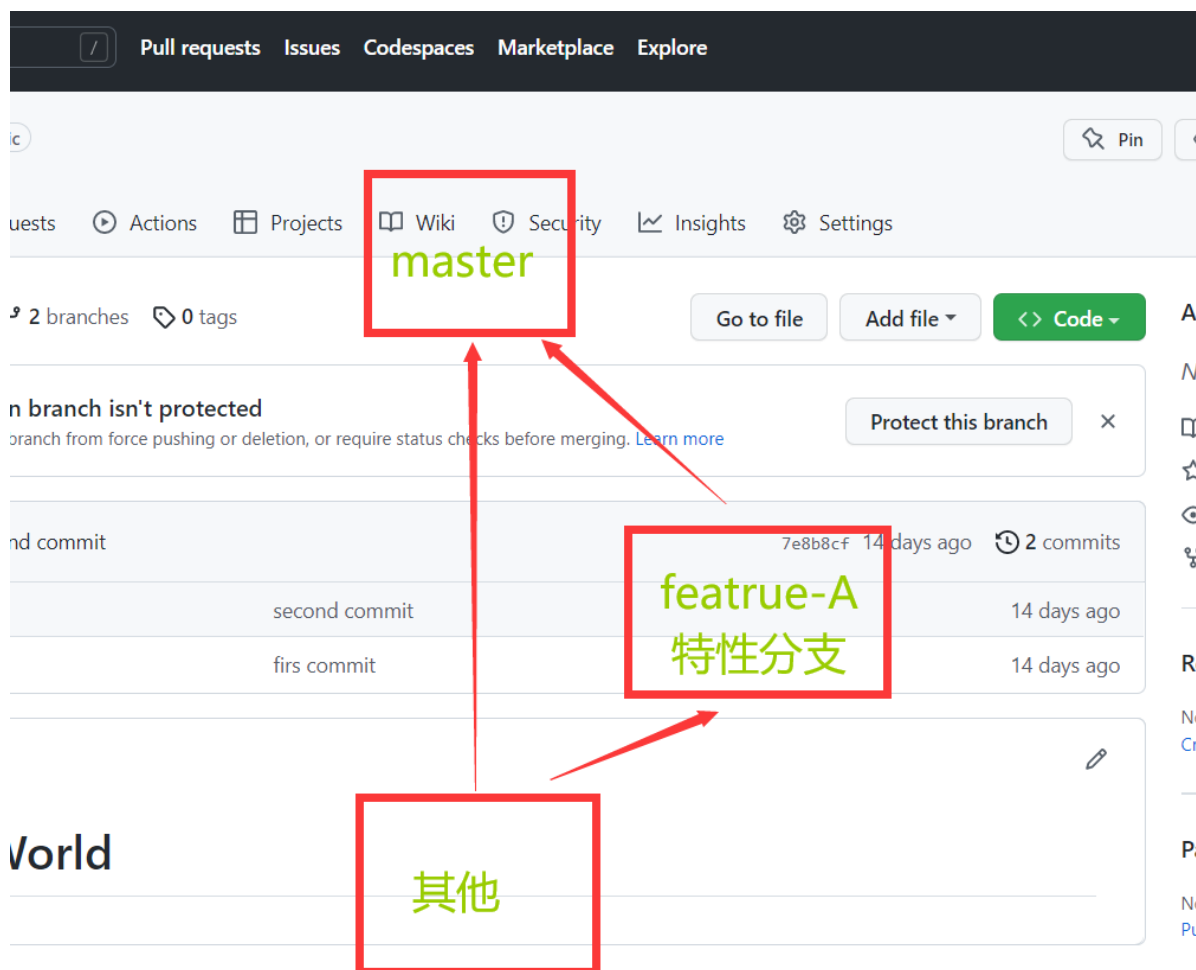 / Pull requests Issues Codespaces Marketplace Explore
ic
Pin
uests Actions Projects Wiki Security Insights Settings
master
2 branches 0 tags
Go to file Add file Code
n branch isn't protected
branch from force pushing or deletion, or require status checks before merging. Learn more
Protect this branch
nd commit
7e8b8cf 14 days ago 2 commits
second commit 14 days ago
firs commit 14 days ago
featrue-A
特性分支
World
其他